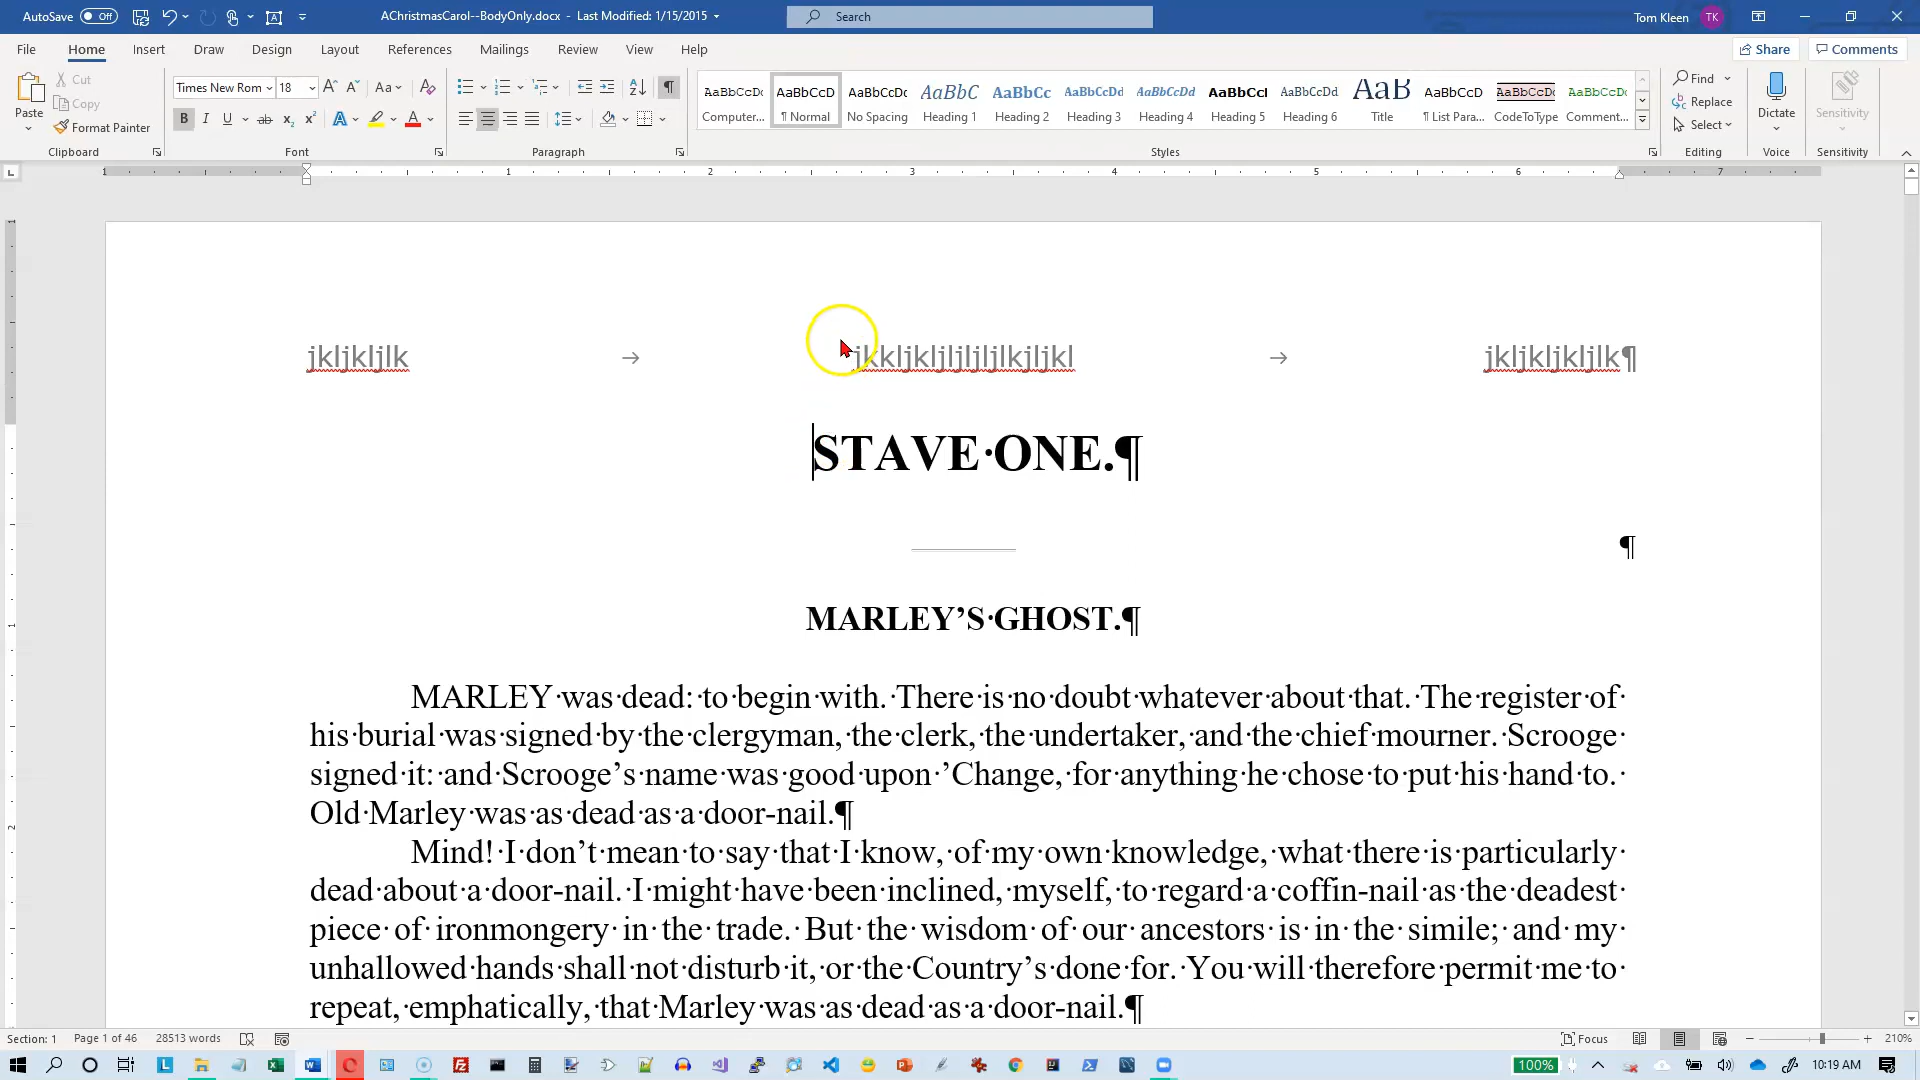 AutoSave Off AChristmasCarol--BodyOnly.docx - Last Modified: 1/15/2015 Search Tom Kleen TK
File Home Insert Draw Design Layout References Mailings Review View Help Share Comments
Paste Cut Copy Format Painter
Clipboard
Times New Rom 18
Font
Paragraph
AaBbCcDc AaBbCcD AaBbCcDc AaBbC AaBbCc AaBbCcDd AaBbCcDd AaBbCcI AaBbCcDd AaB AaBbCcD AaBbCcDc AaBbCcDc
Computer... ¶ Normal No Spacing Heading 1 Heading 2 Heading 3 Heading 4 Heading 5 Heading 6 Title ¶ List Para... CodeToType Comment...
Styles
Find
Replace
Select
Editing
Dictate
Voice
Sensitivity
Sensitivity
1 1 2 3 4 5 6 7
jkljkljlk → jkkljkljljljljlkjljkl → jkljkljkljlk¶
STAVE·ONE.¶
¶
MARLEY’S·GHOST.¶
MARLEY·was·dead:·to·begin·with.·There·is·no·doubt·whatever·about·that.·The·register·of·
his·burial·was·signed·by·the·clergyman,·the·clerk,·the·undertaker,·and·the·chief·mourner.·Scrooge·
signed·it:·and·Scrooge’s·name·was·good·upon·’Change,·for·anything·he·chose·to·put·his·hand·to.·
Old·Marley·was·as·dead·as·a·door-nail.¶
Mind!·I·don’t·mean·to·say·that·I·know,·of·my·own·knowledge,·what·there·is·particularly·
dead·about·a·door-nail.·I·might·have·been·inclined,·myself,·to·regard·a·coffin-nail·as·the·deadest·
piece·of·ironmongery·in·the·trade.·But·the·wisdom·of·our·ancestors·is·in·the·simile;·and·my·
unhallowed·hands·shall·not·disturb·it,·or·the·Country’s·done·for.·You·will·therefore·permit·me·to·
repeat,·emphatically,·that·Marley·was·as·dead·as·a·door-nail.¶
Section: 1 Page 1 of 46 28513 words Focus 210%
100% 10:19 AM